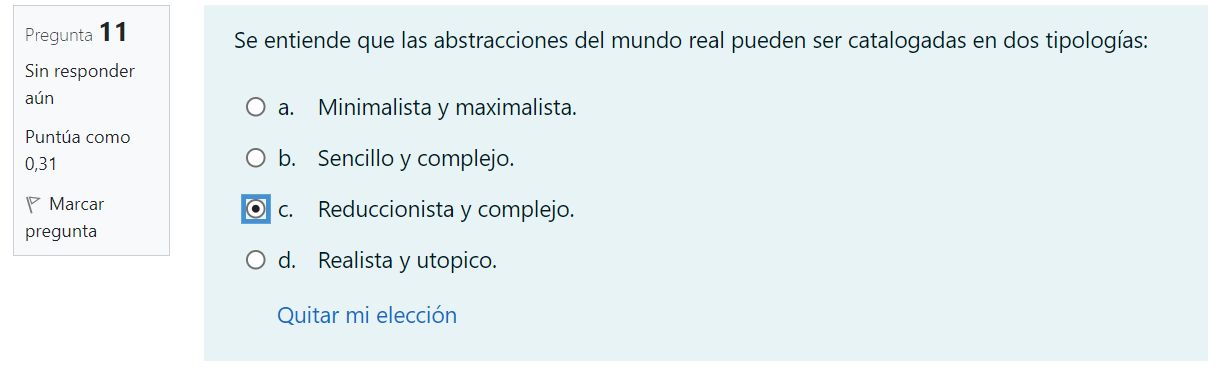 Pregunta 11
Sin responder
aún
Puntúa como
0,31
Marcar
pregunta
Se entiende que las abstracciones del mundo real pueden ser catalogadas en dos tipologías:
a. Minimalista y maximalista.
b. Sencillo y complejo.
c. Reduccionista y complejo.
d. Realista y utopico.
Quitar mi elección